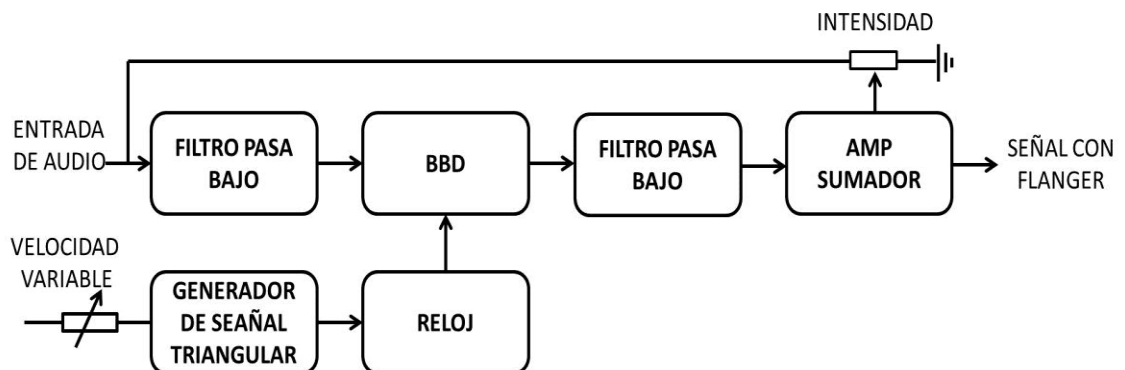 INTENSIDAD
ENTRADA
DE AUDIO
FILTRO PASA
BAJO
BBD
FILTRO PASA
BAJO
AMP
SUMADOR
SEÑAL CON
FLANGER
VELOCIDAD
VARIABLE
GENERADOR
DE SEAÑAL
TRIANGULAR
RELOJ